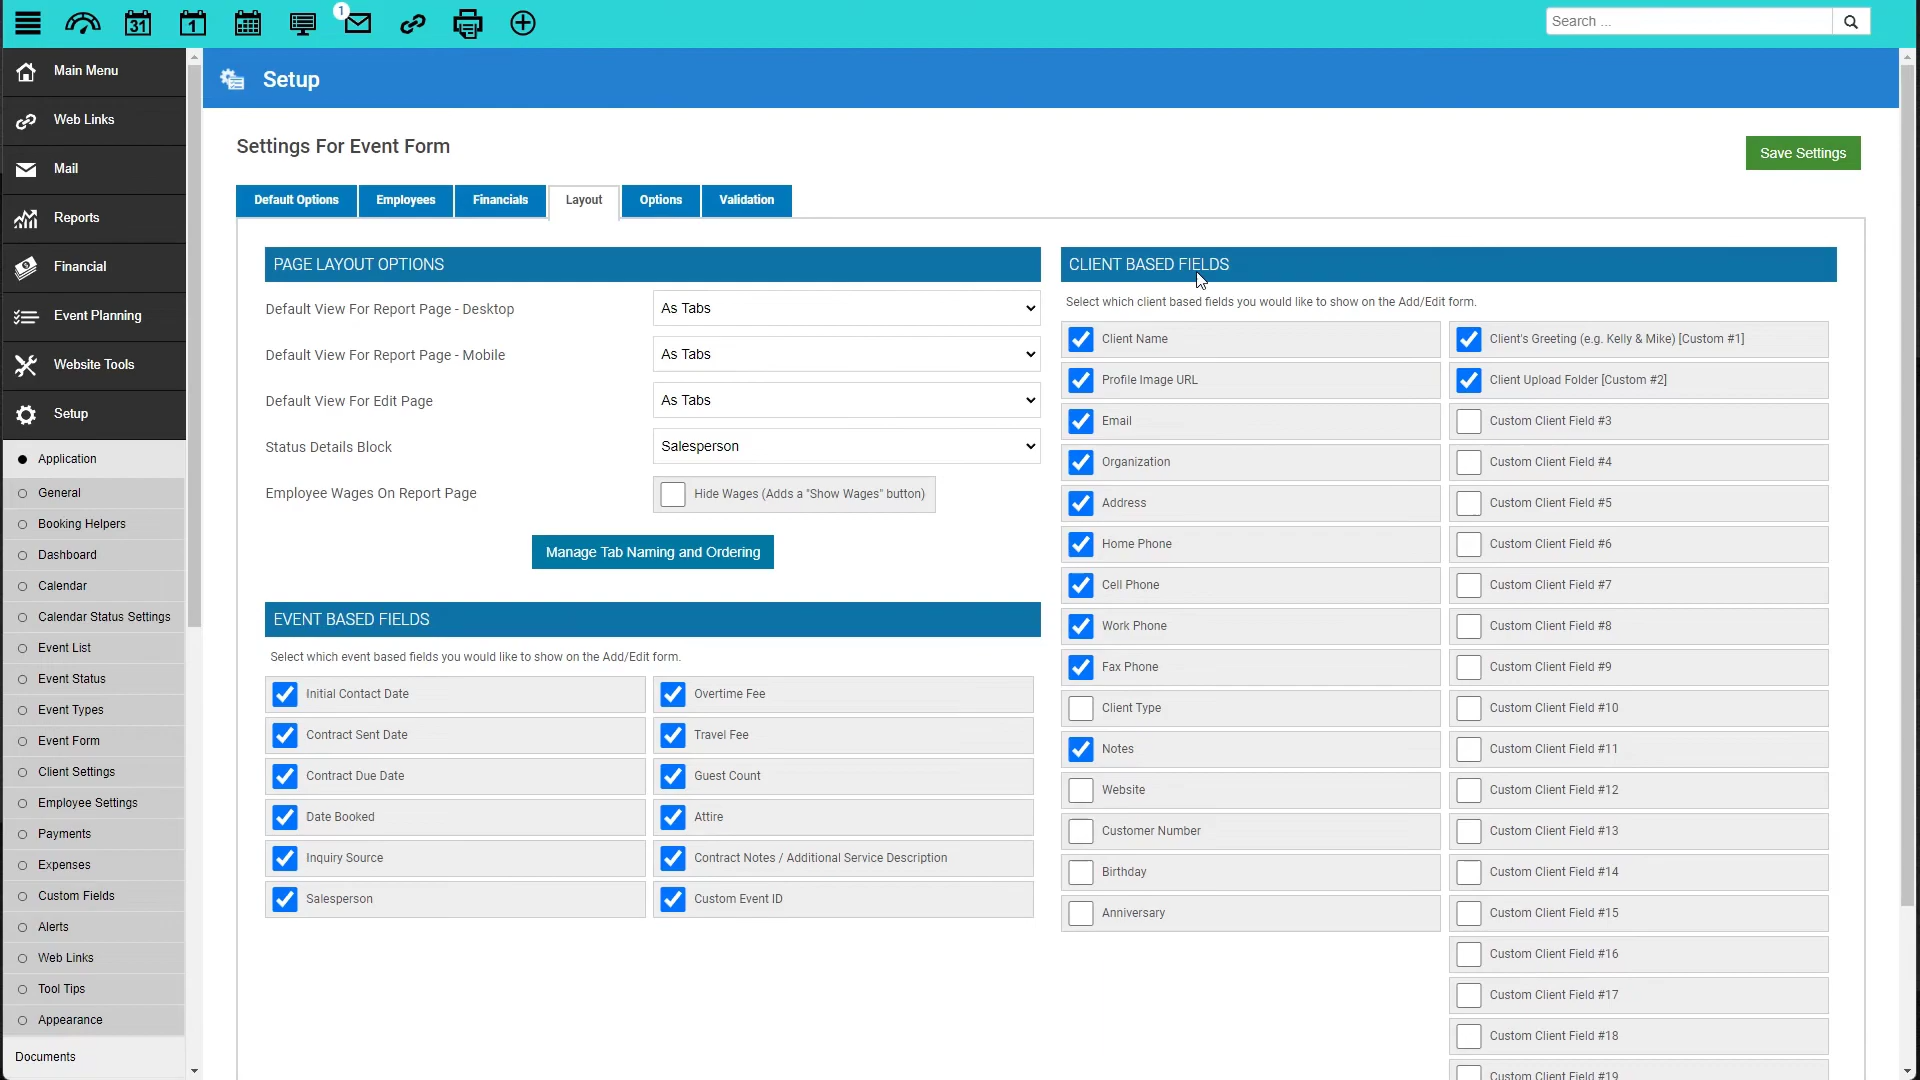 31
1
1
Search ...
Main Menu
Web Links
Mail
Reports
Financial
Event Planning
Website Tools
Setup
Application
General
Booking Helpers
Dashboard
Calendar
Calendar Status Settings
Event List
Event Status
Event Types
Event Form
Client Settings
Employee Settings
Payments
Expenses
Custom Fields
Alerts
Web Links
Tool Tips
Appearance
Documents
Setup
Settings For Event Form
Save Settings
Default Options
Employees
Financials
Layout
Options
Validation
PAGE LAYOUT OPTIONS
Default View For Report Page - Desktop
As Tabs
Default View For Report Page - Mobile
As Tabs
Default View For Edit Page
As Tabs
Status Details Block
Salesperson
Employee Wages On Report Page
Hide Wages (Adds a "Show Wages" button)
Manage Tab Naming and Ordering
EVENT BASED FIELDS
Select which event based fields you would like to show on the Add/Edit form.
Initial Contact Date
Contract Sent Date
Contract Due Date
Date Booked
Inquiry Source
Salesperson
Overtime Fee
Travel Fee
Guest Count
Attire
Contract Notes / Additional Service Description
Custom Event ID
CLIENT BASED FIELDS
Select which client based fields you would like to show on the Add/Edit form.
Client Name
Profile Image URL
Email
Organization
Address
Home Phone
Cell Phone
Work Phone
Fax Phone
Client Type
Notes
Website
Customer Number
Birthday
Anniversary
Client's Greeting (e.g. Kelly & Mike) [Custom #1]
Client Upload Folder [Custom #2]
Custom Client Field #3
Custom Client Field #4
Custom Client Field #5
Custom Client Field #6
Custom Client Field #7
Custom Client Field #8
Custom Client Field #9
Custom Client Field #10
Custom Client Field #11
Custom Client Field #12
Custom Client Field #13
Custom Client Field #14
Custom Client Field #15
Custom Client Field #16
Custom Client Field #17
Custom Client Field #18
Custom Client Field #19